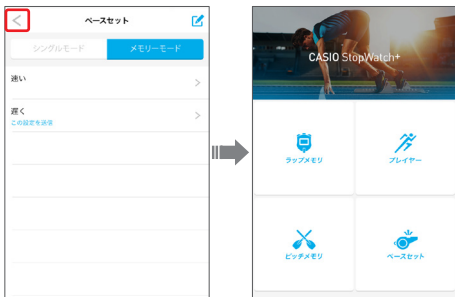 ペースセット
シングルモード
メモリーモード
速い
遅く
この設定を送信
CASIO StopWatch+
ラップメモリ
プレイヤー
ピッチメモリ
ペースセット